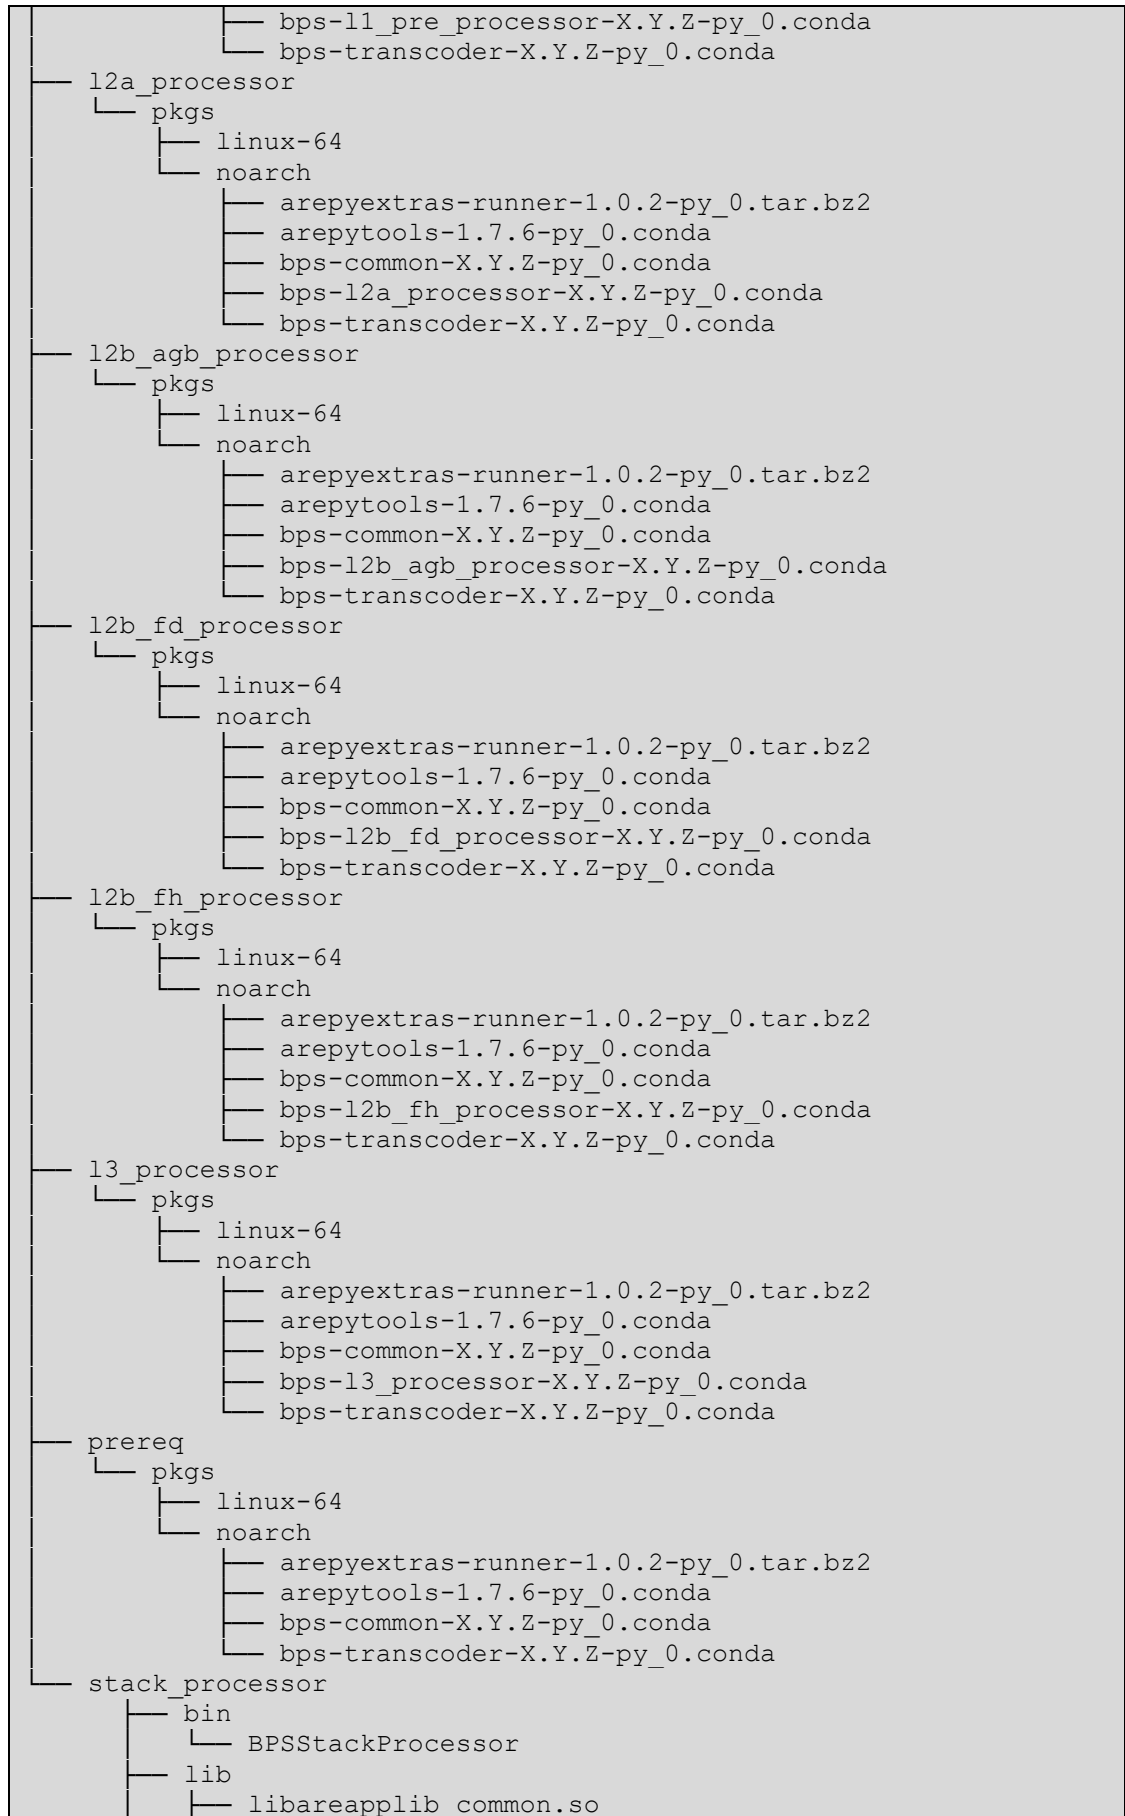 ├── bps-l1_pre_processor-X.Y.Z-py_0.conda
└── bps-transcoder-X.Y.Z-py_0.conda
├── l2a_processor
└── pkgs
├── linux-64
└── noarch
├── arepyextras-runner-1.0.2-py_0.tar.bz2
├── arepytools-1.7.6-py_0.conda
├── bps-common-X.Y.Z-py_0.conda
├── bps-l2a_processor-X.Y.Z-py_0.conda
└── bps-transcoder-X.Y.Z-py_0.conda
├── l2b_agb_processor
└── pkgs
├── linux-64
└── noarch
├── arepyextras-runner-1.0.2-py_0.tar.bz2
├── arepytools-1.7.6-py_0.conda
├── bps-common-X.Y.Z-py_0.conda
├── bps-l2b_agb_processor-X.Y.Z-py_0.conda
└── bps-transcoder-X.Y.Z-py_0.conda
├── l2b_fd_processor
└── pkgs
├── linux-64
└── noarch
├── arepyextras-runner-1.0.2-py_0.tar.bz2
├── arepytools-1.7.6-py_0.conda
├── bps-common-X.Y.Z-py_0.conda
├── bps-l2b_fd_processor-X.Y.Z-py_0.conda
└── bps-transcoder-X.Y.Z-py_0.conda
├── l2b_fh_processor
└── pkgs
├── linux-64
└── noarch
├── arepyextras-runner-1.0.2-py_0.tar.bz2
├── arepytools-1.7.6-py_0.conda
├── bps-common-X.Y.Z-py_0.conda
├── bps-l2b_fh_processor-X.Y.Z-py_0.conda
└── bps-transcoder-X.Y.Z-py_0.conda
├── l3_processor
└── pkgs
├── linux-64
└── noarch
├── arepyextras-runner-1.0.2-py_0.tar.bz2
├── arepytools-1.7.6-py_0.conda
├── bps-common-X.Y.Z-py_0.conda
├── bps-l3_processor-X.Y.Z-py_0.conda
└── bps-transcoder-X.Y.Z-py_0.conda
├── prereq
└── pkgs
├── linux-64
└── noarch
├── arepyextras-runner-1.0.2-py_0.tar.bz2
├── arepytools-1.7.6-py_0.conda
├── bps-common-X.Y.Z-py_0.conda
└── bps-transcoder-X.Y.Z-py_0.conda
└── stack_processor
├── bin
│ └── BPSStackProcessor
├── lib
│ ├── libareapplib_common.so